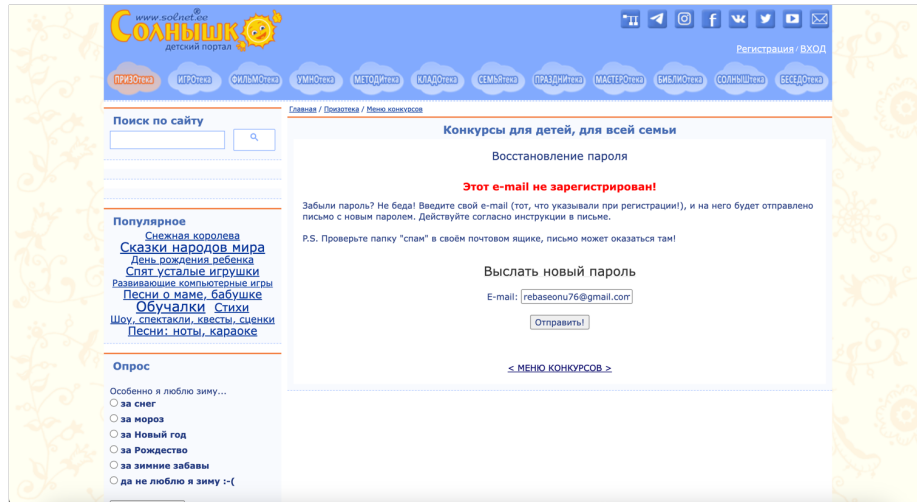 www.solnet.ee
СОЛНЫШКО
детский портал
Регистрация / ВХОД
ПРИЗОтека ИГРОтека ФИЛЬМОтека УМНОтека МЕТОДИтека КЛАДОтека СЕМЬЯтека ПРАЗДНИтека МАСТЕРОтека БИБЛИОтека СОЛНЫШтека БЕСЕДОтека
Поиск по сайту
Популярное
Снежная королева
Сказки народов мира
День рождения ребенка
Спят усталые игрушки
Развивающие компьютерные игры
Песни о маме, бабушке
Обучалки Стихи
Шоу, спектакли, квесты, сценки
Песни: ноты, караоке
Опрос
Особенно я люблю зиму...
за снег
за мороз
за Новый год
за Рождество
за зимние забавы
да не люблю я зиму :-(
Главная / Призотека / Меню конкурсов
Конкурсы для детей, для всей семьи
Восстановление пароля
Этот e-mail не зарегистрирован!
Забыли пароль? Не беда! Введите свой e-mail (тот, что указывали при регистрации!), и на него будет отправлено
письмо с новым паролем. Действуйте согласно инструкции в письме.
P.S. Проверьте папку "спам" в своём почтовом ящике, письмо может оказаться там!
Выслать новый пароль
E-mail: rebaseonu76@gmail.com
Отправить!
< МЕНЮ КОНКУРСОВ >